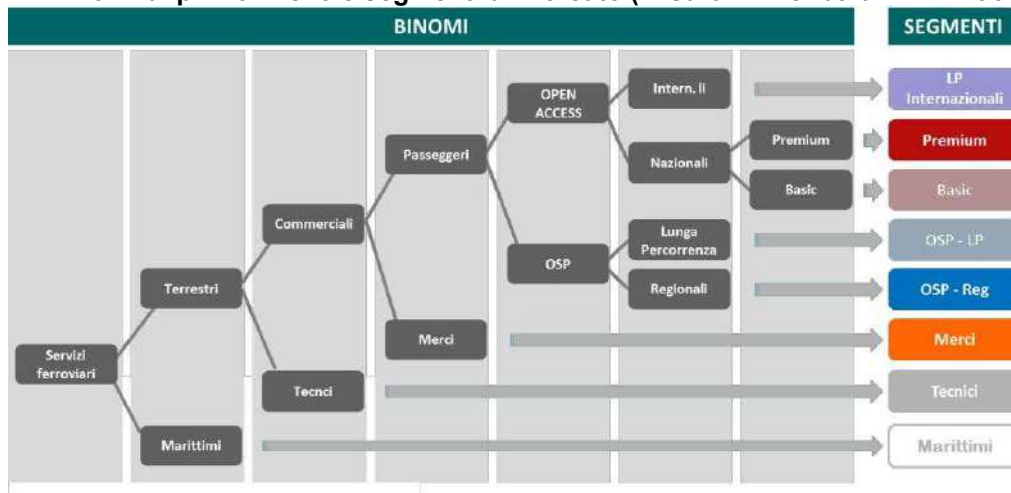 BINOMI
SEGMENTI
Servizi
ferroviari
Terrestri
Marittimi
Commerciali
Tecnci
Passeggeri
Merci
OPEN
ACCESS
OSP
Intern. li
Nazionali
Lunga
Percorrenza
Regionali
Premium
Basic
LP
Internazionali
Premium
Basic
OSP - LP
OSP - Reg
Merci
Tecnici
Marittimi